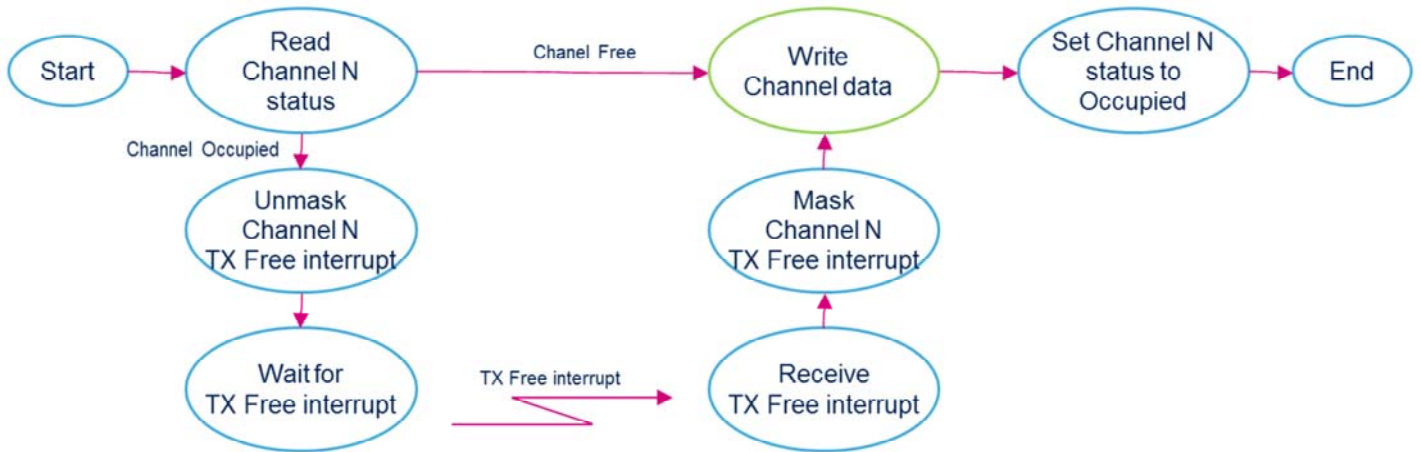 Start
Read
Channel N
status
Chanel Free
Write
Channel data
Set Channel N
status to
Occupied
End
Channel Occupied
Unmask
Channel N
TX Free interrupt
Mask
Channel N
TX Free interrupt
Wait for
TX Free interrupt
TX Free interrupt
Receive
TX Free interrupt